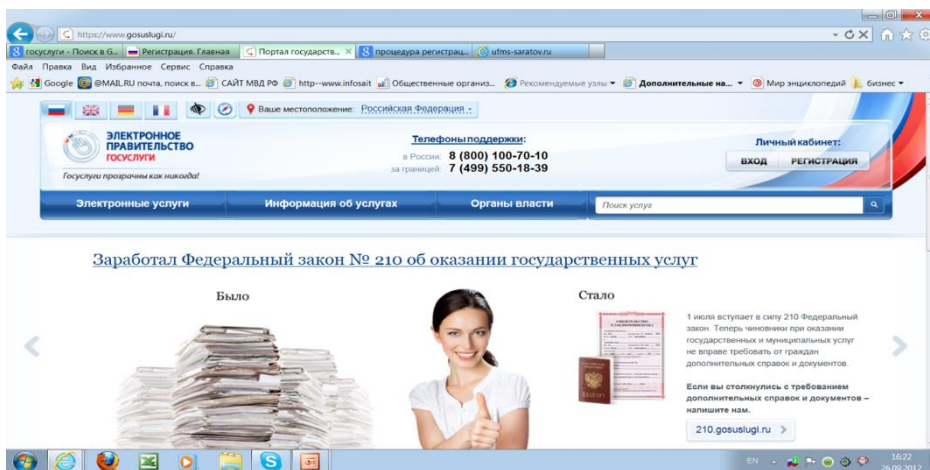 https://www.gosuslugi.ru/
госуслуги - Поиск в G...
Регистрация. Главная
Портал государств...
процедура регистрац...
ufms-saratov.ru
Файл Правка Вид Избранное Сервис Справка
Google
@MAIL.RU почта, поиск в...
САЙТ МВД РФ
http--www.infosait
Общественные организ...
Рекомендуемые узлы
Дополнительные на...
Мир энциклопедий
бизнес
Ваше местоположение: Российская Федерация
ЭЛЕКТРОННОЕ
ПРАВИТЕЛЬСТВО
ГОСУСЛУГИ
Госуслуги прозрачны как никогда!
Телефоны поддержки:
в России: 8 (800) 100-70-10
за границей: 7 (499) 550-18-39
Личный кабинет:
ВХОД РЕГИСТРАЦИЯ
Электронные услуги
Информация об услугах
Органы власти
Поиск услуг
Заработал Федеральный закон № 210 об оказании государственных услуг
Было
Стало
1 июля вступает в силу 210 Федеральный
закон. Теперь чиновники при оказании
государственных и муниципальных услуг
не вправе требовать от граждан
дополнительных справок и документов.
Если вы столкнулись с требованием
дополнительных справок и документов –
напишите нам.
210.gosuslugi.ru
EN
16:22
26.09.2012